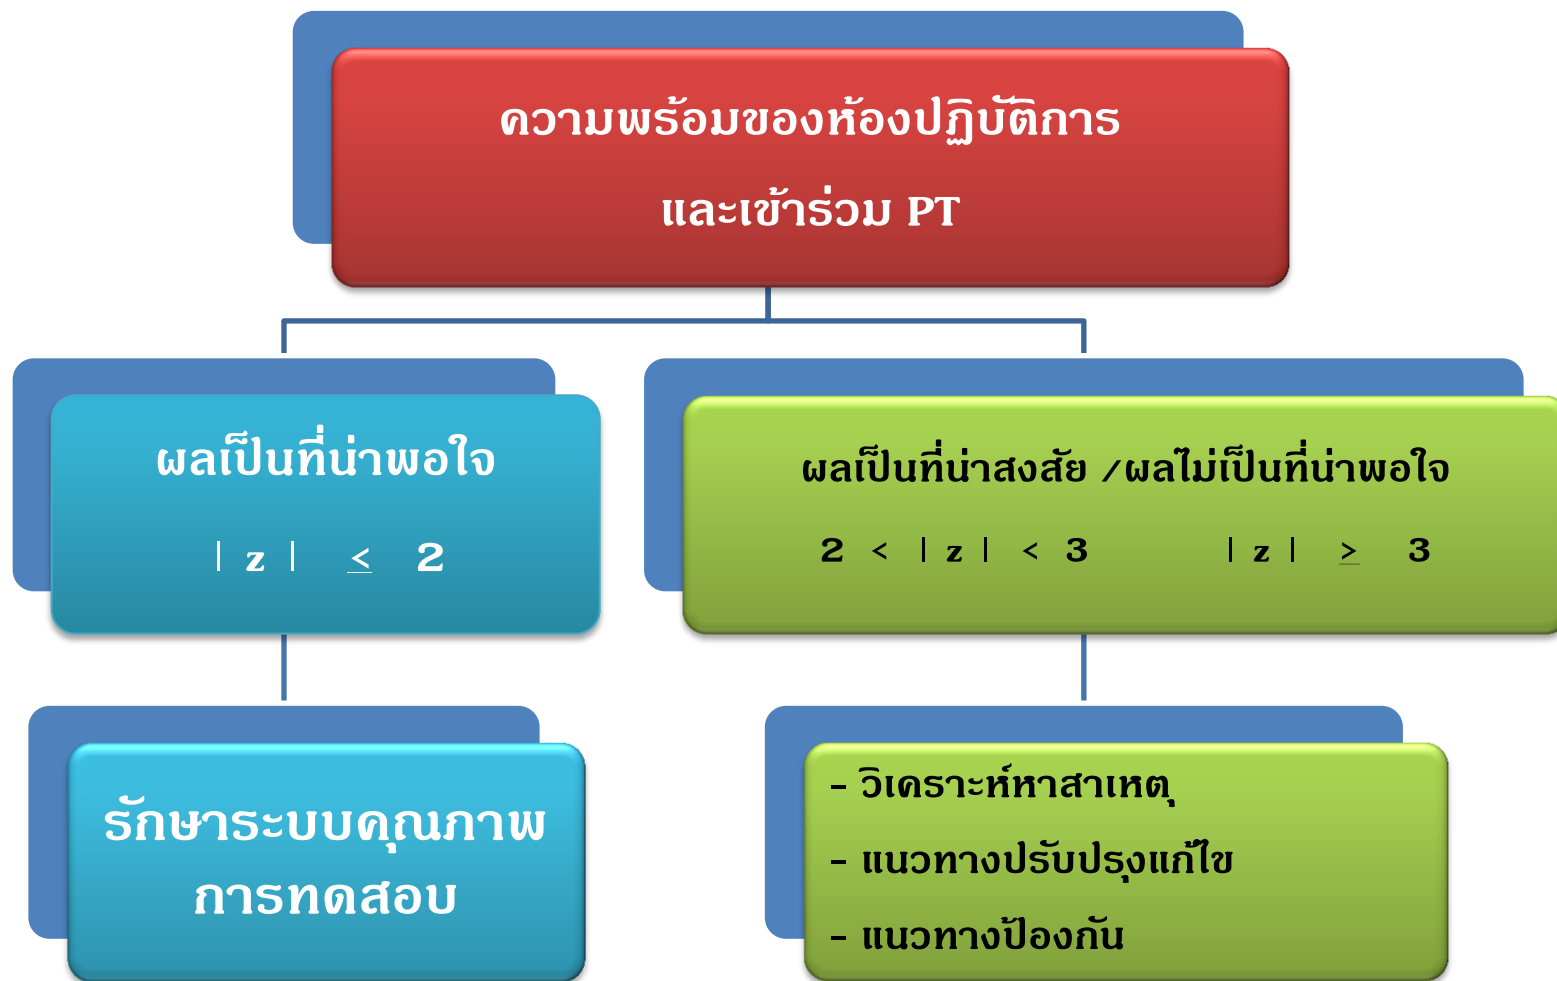 ความพร้อมของห้องปฏิบัติการ
และเข้าร่วม PT
ผลเป็นที่น่าพอใจ
| z | ≤ 2
ผลเป็นที่น่าสงสัย /ผลไม่เป็นที่น่าพอใจ
2 < | z | < 3 | z | ≥ 3
รักษาระบบคุณภาพ
การทดสอบ
- วิเคราะห์หาสาเหตุ
- แนวทางปรับปรุงแก้ไข
- แนวทางป้องกัน